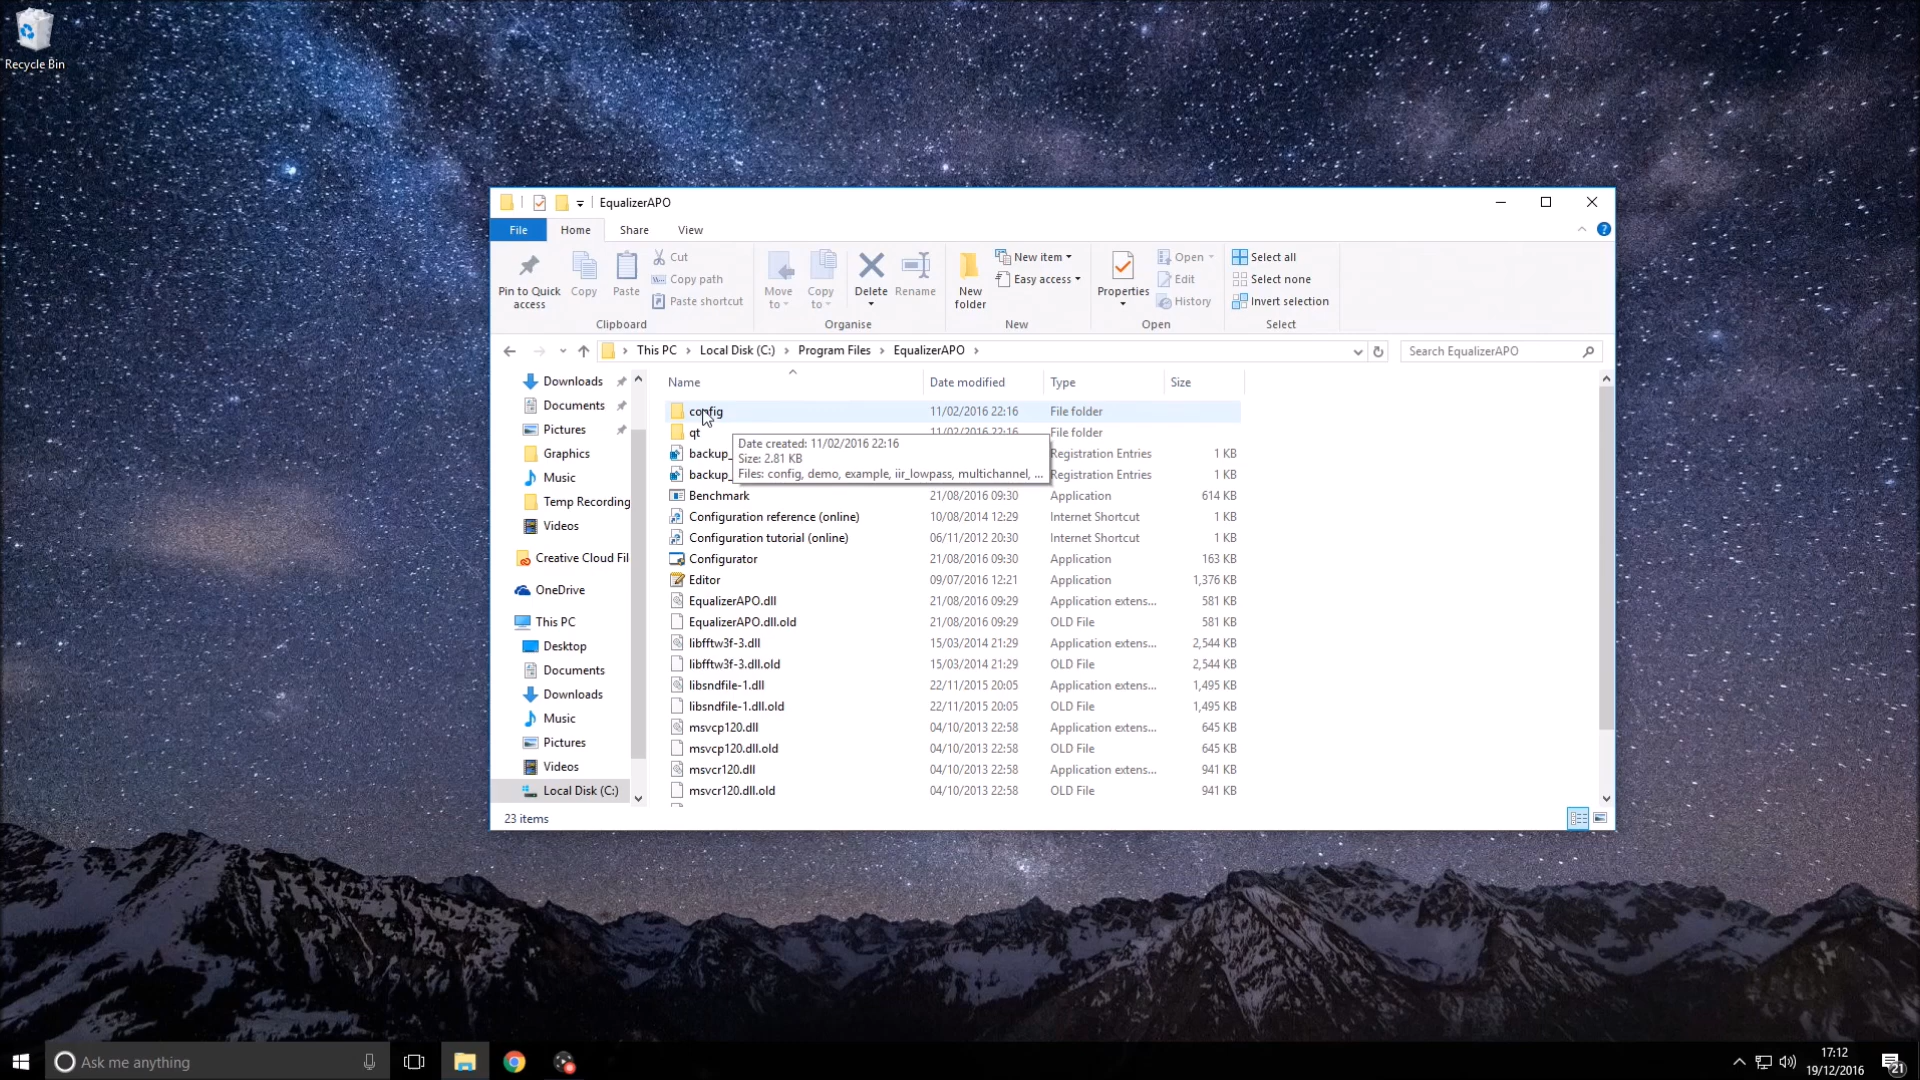 Recycle Bin
EqualizerAPO
File Home Share View
Pin to Quick access
Copy
Paste
Cut
Copy path
Paste shortcut
Clipboard
Move to
Copy to
Delete
Rename
Organise
New folder
New item
Easy access
New
Properties
Open
Edit
History
Open
Select all
Select none
Invert selection
Select
This PC › Local Disk (C:) › Program Files › EqualizerAPO ›
Search EqualizerAPO
Downloads
Documents
Pictures
Graphics
Music
Temp Recording
Videos
Creative Cloud Fil
OneDrive
This PC
Desktop
Documents
Downloads
Music
Pictures
Videos
Local Disk (C:)
Name Date modified Type Size
config 11/02/2016 22:16 File folder
qt 11/02/2016 22:16 File folder
backup_ Registration Entries 1 KB
backup_ Registration Entries 1 KB
Date created: 11/02/2016 22:16
Size: 2.81 KB
Files: config, demo, example, iir_lowpass, multichannel, ...
Benchmark 21/08/2016 09:30 Application 614 KB
Configuration reference (online) 10/08/2014 12:29 Internet Shortcut 1 KB
Configuration tutorial (online) 06/11/2012 20:30 Internet Shortcut 1 KB
Configurator 21/08/2016 09:30 Application 163 KB
Editor 09/07/2016 12:21 Application 1,376 KB
EqualizerAPO.dll 21/08/2016 09:29 Application extens... 581 KB
EqualizerAPO.dll.old 21/08/2016 09:29 OLD File 581 KB
libfftw3f-3.dll 15/03/2014 21:29 Application extens... 2,544 KB
libfftw3f-3.dll.old 15/03/2014 21:29 OLD File 2,544 KB
libsndfile-1.dll 22/11/2015 20:05 Application extens... 1,495 KB
libsndfile-1.dll.old 22/11/2015 20:05 OLD File 1,495 KB
msvcp120.dll 04/10/2013 22:58 Application extens... 645 KB
msvcp120.dll.old 04/10/2013 22:58 OLD File 645 KB
msvcr120.dll 04/10/2013 22:58 Application extens... 941 KB
msvcr120.dll.old 04/10/2013 22:58 OLD File 941 KB
23 items
Ask me anything
17:12
19/12/2016
21